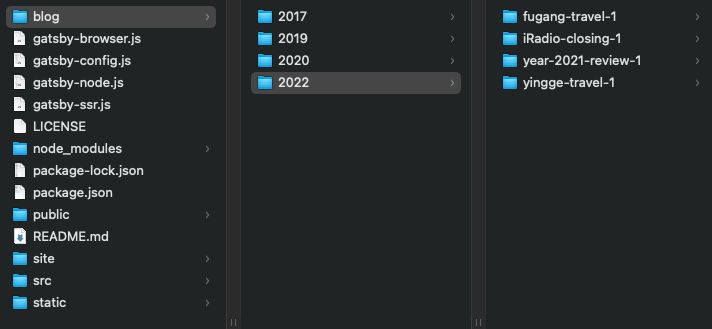 blog
gatsby-browser.js
gatsby-config.js
gatsby-node.js
gatsby-ssr.js
LICENSE
node_modules
package-lock.json
package.json
public
README.md
site
src
static
2017
2019
2020
2022
fugang-travel-1
iRadio-closing-1
year-2021-review-1
yingge-travel-1